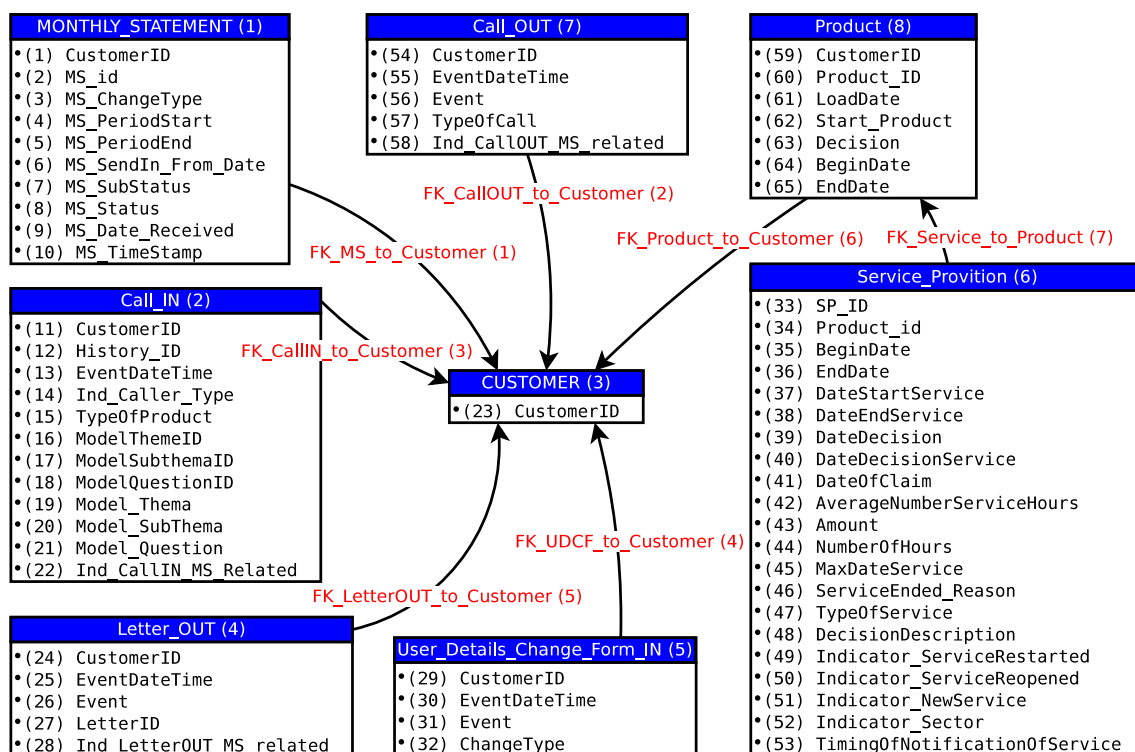 MONTHLY_STATEMENT (1)
•(1) CustomerID
•(2) MS_id
•(3) MS_ChangeType
•(4) MS_PeriodStart
•(5) MS_PeriodEnd
•(6) MS_SendIn_From_Date
•(7) MS_SubStatus
•(8) MS_Status
•(9) MS_Date_Received
•(10) MS_TimeStamp
Call_OUT (7)
•(54) CustomerID
•(55) EventDateTime
•(56) Event
•(57) TypeOfCall
•(58) Ind_CallOUT_MS_related
Product (8)
•(59) CustomerID
•(60) Product_ID
•(61) LoadDate
•(62) Start_Product
•(63) Decision
•(64) BeginDate
•(65) EndDate
FK_CallOUT_to_Customer (2)
FK_MS_to_Customer (1)
FK_Product_to_Customer (6)
FK_Service_to_Product (7)
Call_IN (2)
•(11) CustomerID
•(12) History_ID
•(13) EventDateTime
•(14) Ind_Caller_Type
•(15) TypeOfProduct
•(16) ModelThemeID
•(17) ModelSubthemaID
•(18) ModelQuestionID
•(19) Model_Thema
•(20) Model_SubThema
•(21) Model_Question
•(22) Ind_CallIN_MS_Related
FK_CallIN_to_Customer (3)
CUSTOMER (3)
•(23) CustomerID
Service_Provition (6)
•(33) SP_ID
•(34) Product_id
•(35) BeginDate
•(36) EndDate
•(37) DateStartService
•(38) DateEndService
•(39) DateDecision
•(40) DateDecisionService
•(41) DateOfClaim
•(42) AverageNumberServiceHours
•(43) Amount
•(44) NumberOfHours
•(45) MaxDateService
•(46) ServiceEnded_Reason
•(47) TypeOfService
•(48) DecisionDescription
•(49) Indicator_ServiceRestarted
•(50) Indicator_ServiceReopened
•(51) Indicator_NewService
•(52) Indicator_Sector
•(53) TimingOfNotificationOfService
FK_UDCF_to_Customer (4)
FK_LetterOUT_to_Customer (5)
Letter_OUT (4)
•(24) CustomerID
•(25) EventDateTime
•(26) Event
•(27) LetterID
•(28) Ind_LetterOUT_MS_related
User_Details_Change_Form_IN (5)
•(29) CustomerID
•(30) EventDateTime
•(31) Event
•(32) ChangeType